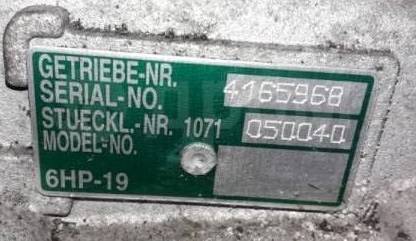 GETRIEBE-NR.
SERIAL-NO. 4165968
STUECKL.-NR. 1071 050040
MODEL-NO.
6HP-19